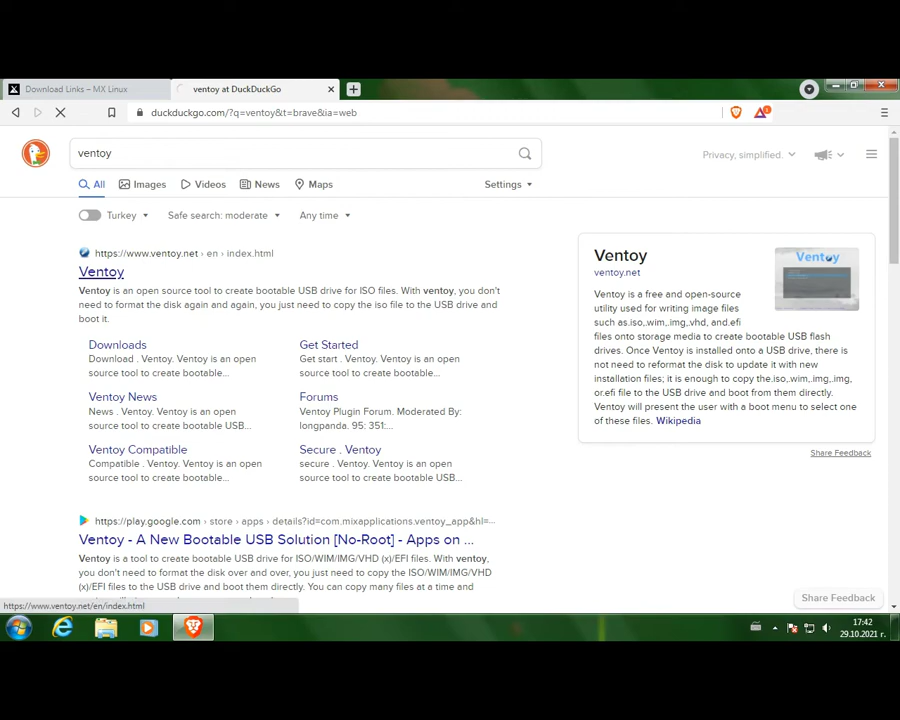 Download Links – MX Linux
ventoy at DuckDuckGo
duckduckgo.com/?q=ventoy&t=brave&ia=web
ventoy
Privacy, simplified.
All
Images
Videos
News
Maps
Settings
Turkey
Safe search: moderate
Any time
https://www.ventoy.net › en › index.html
Ventoy
Ventoy is an open source tool to create bootable USB drive for ISO files. With ventoy, you don't
need to format the disk again and again, you just need to copy the iso file to the USB drive and
boot it.
Downloads
Download . Ventoy. Ventoy is an open
source tool to create bootable...
Get Started
Get start . Ventoy. Ventoy is an open
source tool to create bootable...
Ventoy News
News . Ventoy. Ventoy is an open
source tool to create bootable USB...
Forums
Ventoy Plugin Forum. Moderated By:
longpanda. 95: 351:...
Ventoy Compatible
Compatible . Ventoy. Ventoy is an open
source tool to create bootable...
Secure . Ventoy
secure . Ventoy. Ventoy is an open
source tool to create bootable USB...
https://play.google.com › store › apps › details?id=com.mixapplications.ventoy_app&hl=...
Ventoy - A New Bootable USB Solution [No-Root] - Apps on ...
Ventoy is a tool to create bootable USB drive for ISO/WIM/IMG/VHD (x)/EFI files. With ventoy,
you don't need to format the disk over and over, you just need to copy the ISO/WIM/IMG/VHD
(x)/EFI files to the USB drive and boot them directly. You can copy many files at a time and
Ventoy
ventoy.net
Ventoy
Ventoy is a free and open-source
utility used for writing image files
such as.iso,.wim,.img,.vhd, and.efi
files onto storage media to create bootable USB flash
drives. Once Ventoy is installed onto a USB drive, there is
not need to reformat the disk to update it with new
installation files; it is enough to copy the.iso,.wim,.img,.img,
or.efi file to the USB drive and boot from them directly.
Ventoy will present the user with a boot menu to select one
of these files. Wikipedia
Share Feedback
Share Feedback
https://www.ventoy.net/en/index.html
17:42
29.10.2021 г.